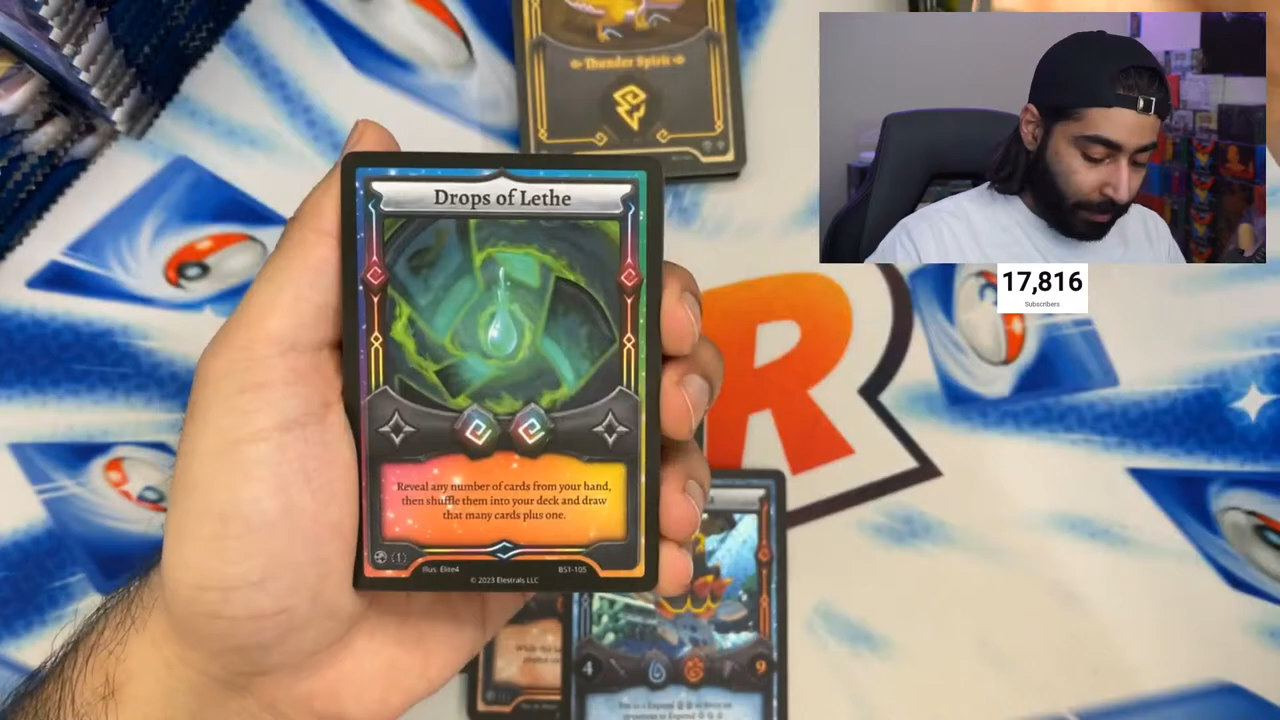 Thunder Spirit
17,816
Subscribers
Drops of Lethe
R
Reveal any number of cards from your hand,
then shuffle them into your deck and draw
that many cards plus one.
(1)
Illus. Elite4
BS1-105
© 2023 Elestrals LLC
4
9